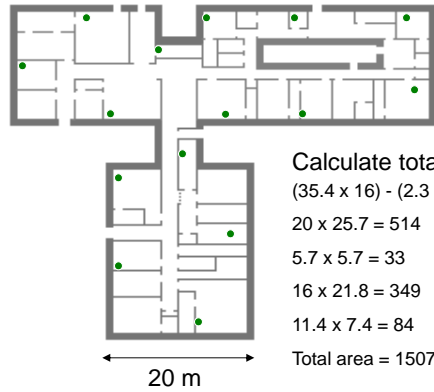 Calculate
(35.4 x 16) - (2.3
20 x 25.7 = 514
5.7 x 5.7 = 33
16 x 21.8 = 349
11.4 x 7.4 = 84
Total area = 1507
20 m